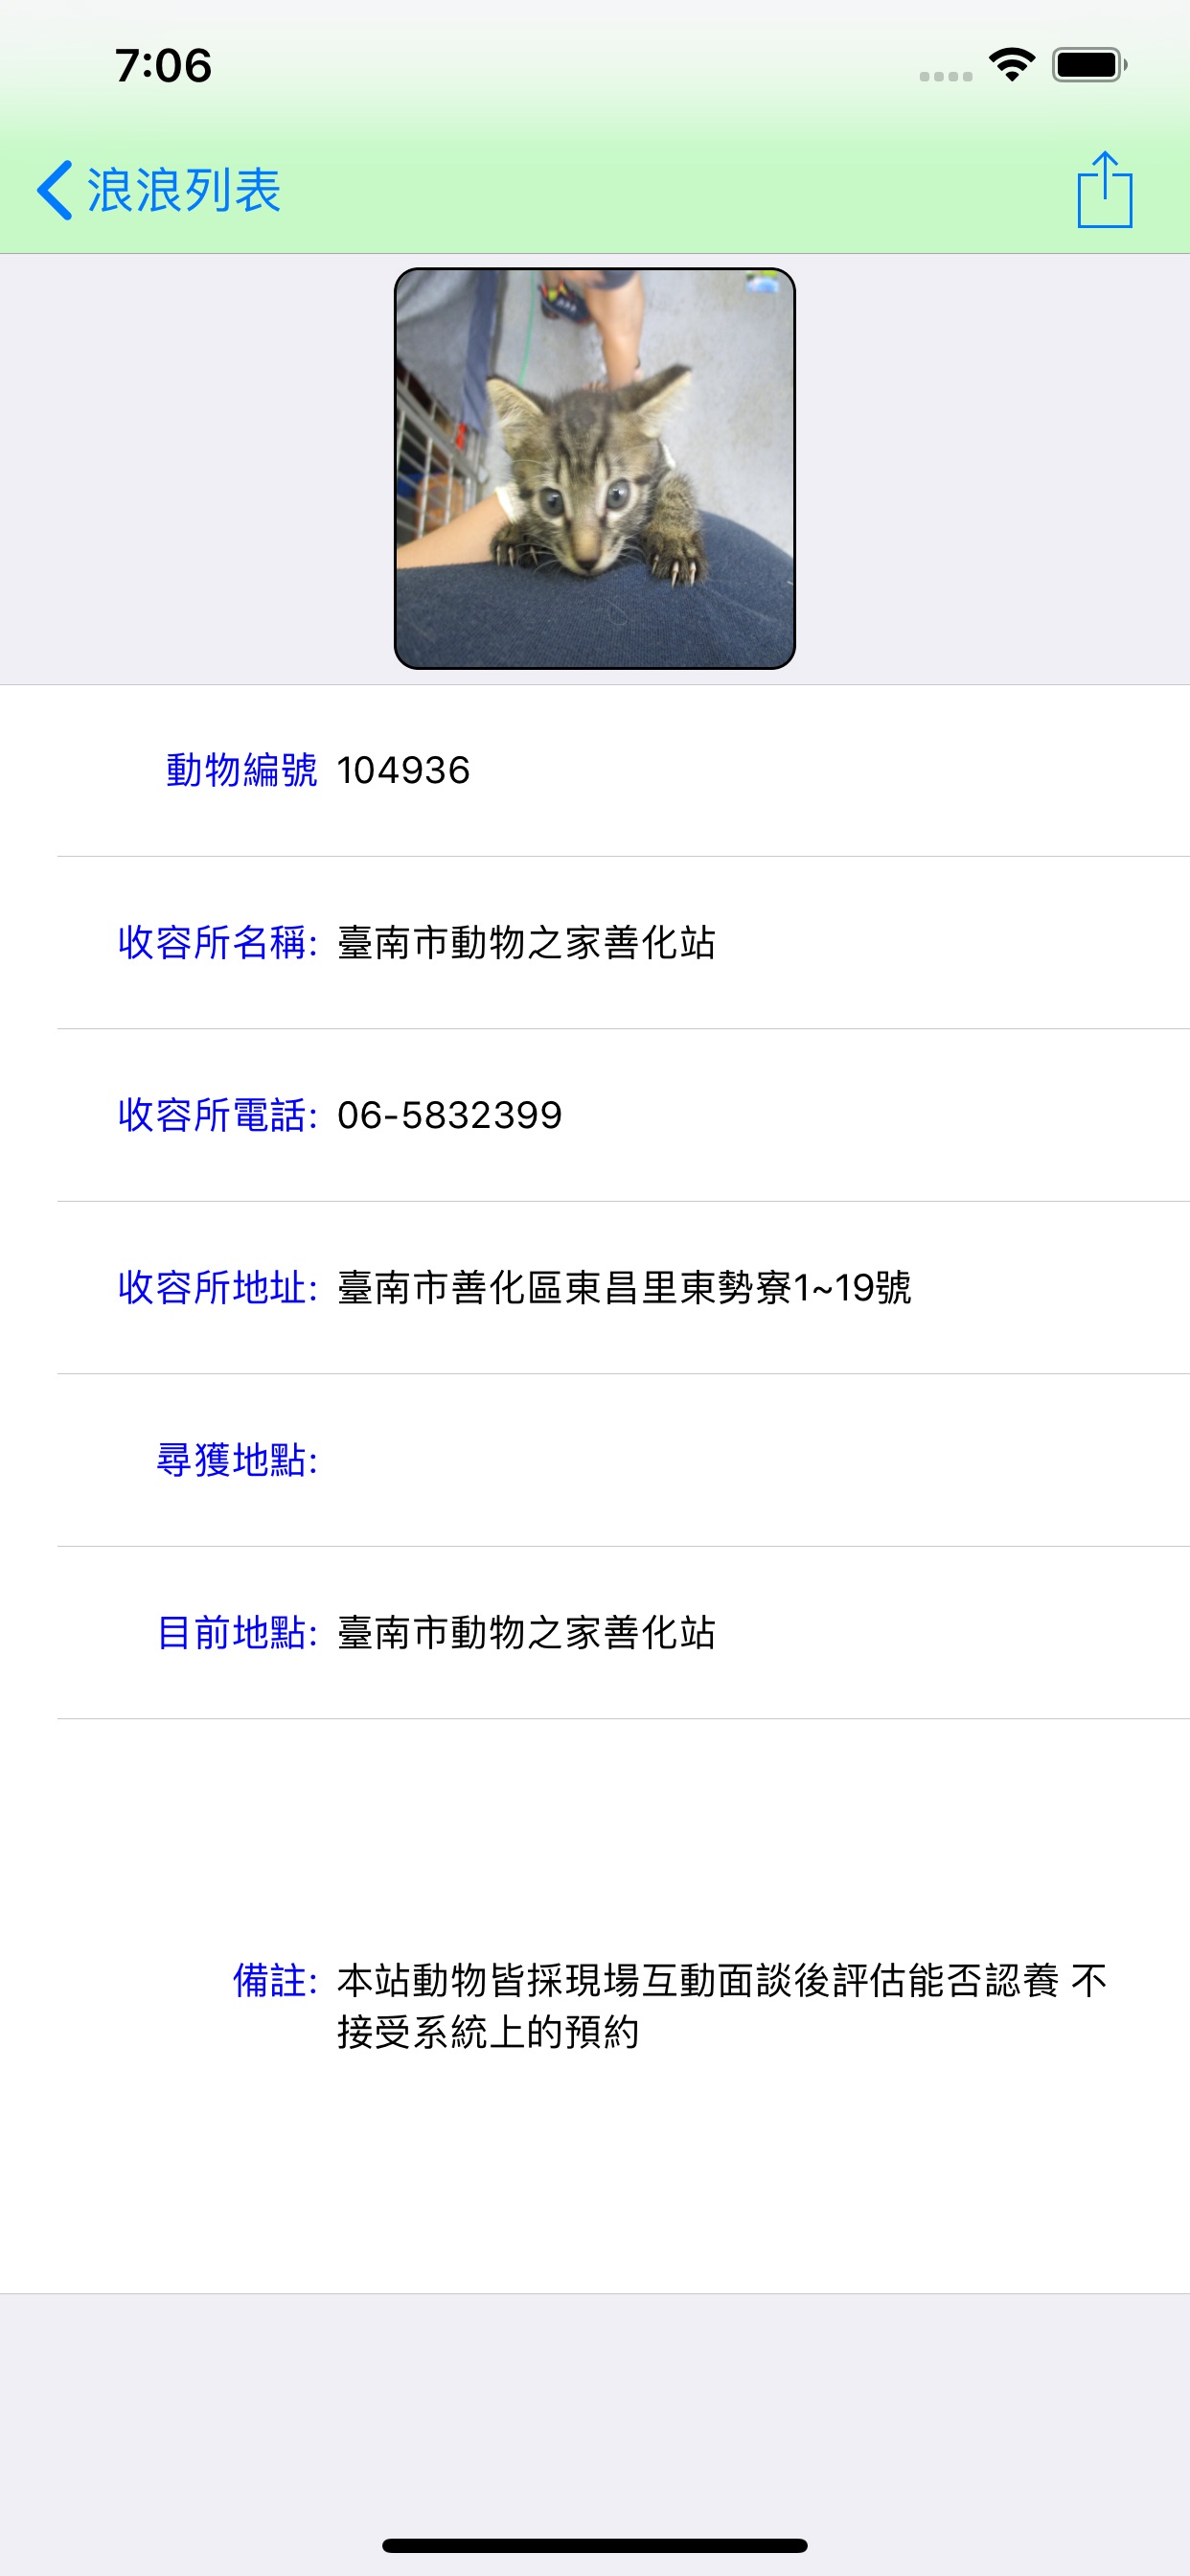 7:06
浪浪列表
動物編號 104936
收容所名稱: 臺南市動物之家善化站
收容所電話: 06-5832399
收容所地址: 臺南市善化區東昌里東勢寮1~19號
尋獲地點:
目前地點: 臺南市動物之家善化站
備註: 本站動物皆採現場互動面談後評估能否認養 不
接受系統上的預約